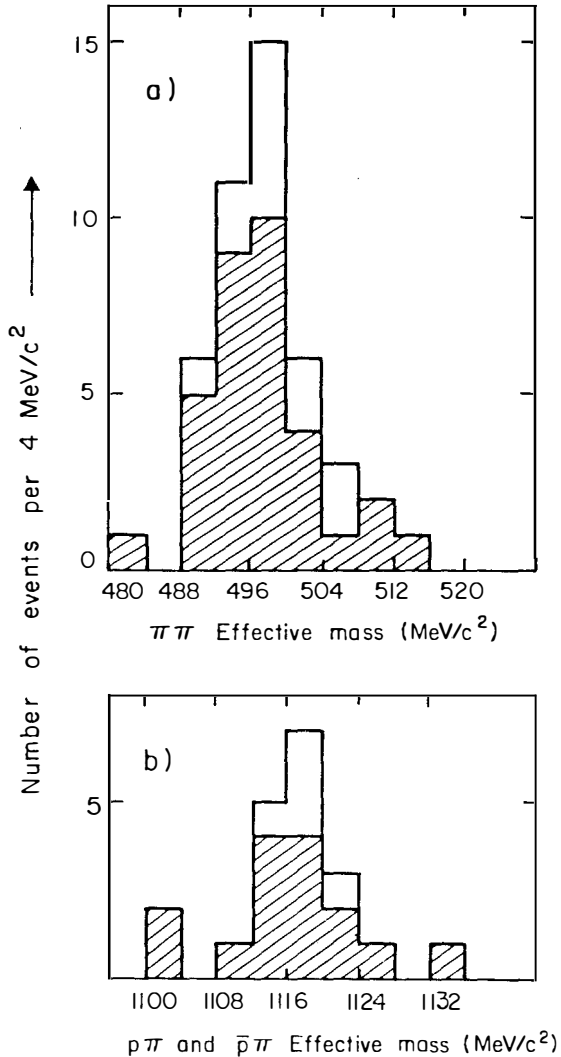 Number of events per 4 MeV/c²
a)
15
10
5
0
480 488 496 504 512 520
ππ Effective mass (MeV/c²)
b)
5
1100 1108 1116 1124 1132
pπ and p̄π Effective mass (MeV/c²)